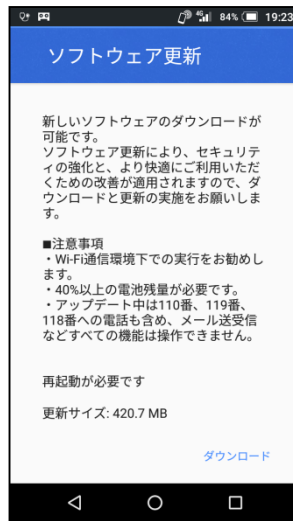 4G 84% 19:23
ソフトウェア更新
新しいソフトウェアのダウンロードが
可能です。
ソフトウェア更新により、セキュリテ
ィの強化と、より快適にご利用いただ
くための改善が適用されますので、ダ
ウンロードと更新の実施をお願いしま
す。
■注意事項
・Wi-Fi通信環境下での実行をお勧めし
ます。
・40%以上の電池残量が必要です。
・アップデート中は110番、119番、
118番への電話も含め、メール送受信
などすべての機能は操作できません。
再起動が必要です
更新サイズ: 420.7 MB
ダウンロード